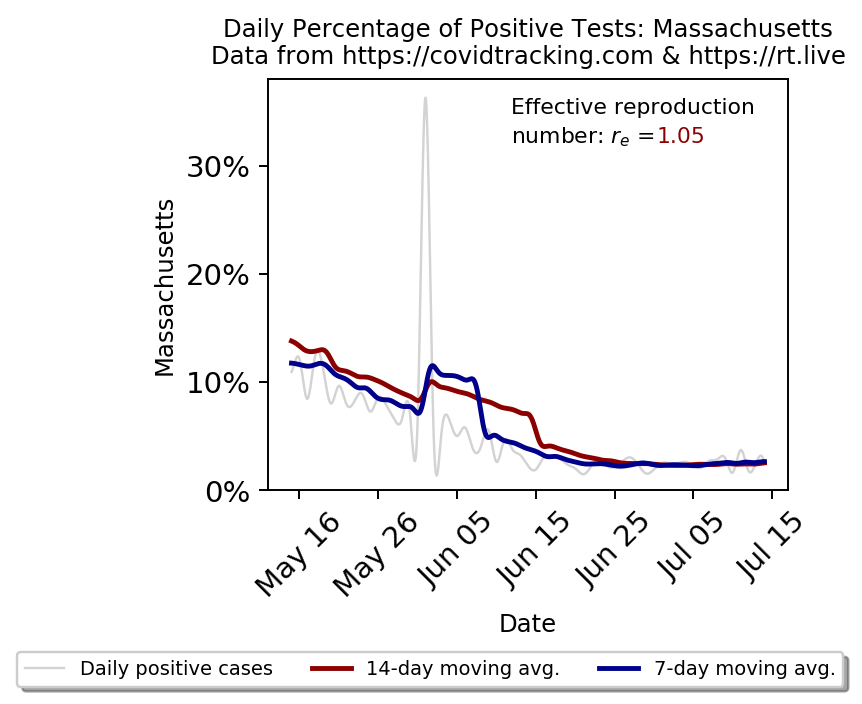 Daily Percentage of Positive Tests: Massachusetts
Data from https://covidtracking.com & https://rt.live
Effective reproduction
number: rₑ =1.05
Massachusetts
30%
20%
10%
0%
May 16
May 26
Jun 05
Jun 15
Jun 25
Jul 05
Jul 15
Date
Daily positive cases
14-day moving avg.
7-day moving avg.